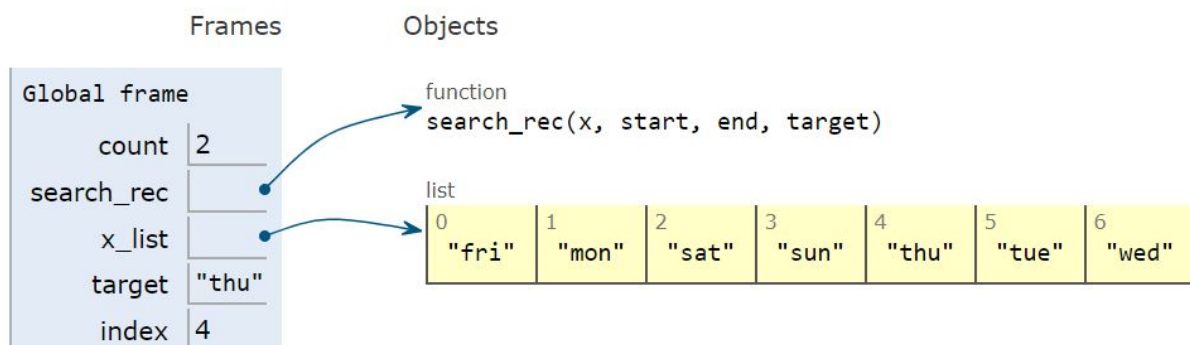 Frames Objects
Global frame
count 2
search_rec
x_list
target "thu"
index 4
function
search_rec(x, start, end, target)
list
0 1 2 3 4 5 6
"fri" "mon" "sat" "sun" "thu" "tue" "wed"